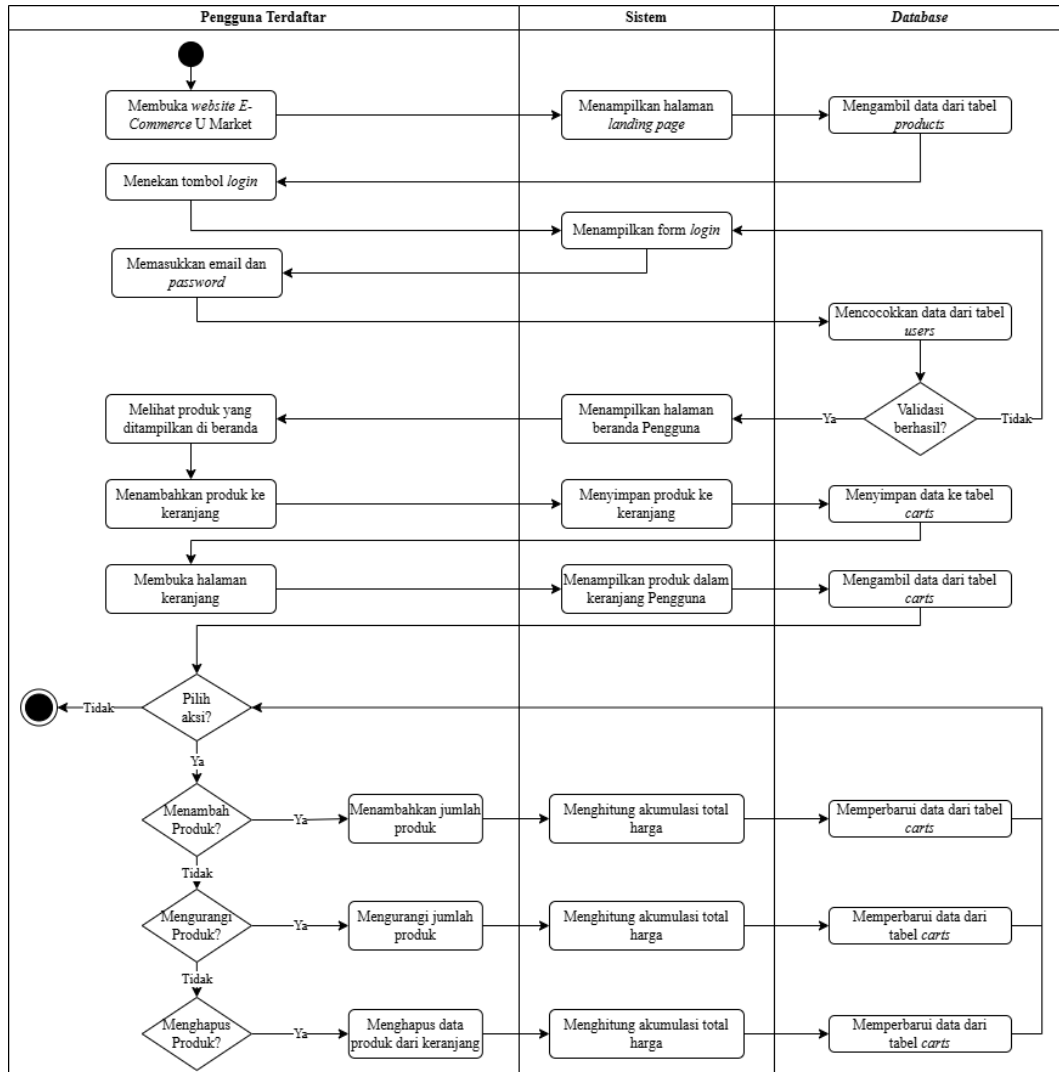 Pengguna Terdaftar
Sistem
Database
Membuka website E-
Commerce U Market
Menampilkan halaman
landing page
Mengambil data dari tabel
products
Menekan tombol login
Menampilkan form login
Memasukkan email dan
password
Mencocokkan data dari tabel
users
Melihat produk yang
ditampilkan di beranda
Menampilkan halaman
beranda Pengguna
Ya
Validasi
berhasil?
Tidak
Menambahkan produk ke
keranjang
Menyimpan produk ke
keranjang
Menyimpan data ke tabel
carts
Membuka halaman
keranjang
Menampilkan produk dalam
keranjang Pengguna
Mengambil data dari tabel
carts
Tidak
Pilih
aksi?
Ya
Menambah
Produk?
Ya
Menambahkan jumlah
produk
Menghitung akumulasi total
harga
Memperbarui data dari tabel
carts
Tidak
Mengurangi
Produk?
Ya
Mengurangi jumlah
produk
Menghitung akumulasi total
harga
Memperbarui data dari
tabel carts
Tidak
Menghapus
Produk?
Ya
Menghapus data
produk dari keranjang
Menghitung akumulasi total
harga
Memperbarui data dari
tabel carts